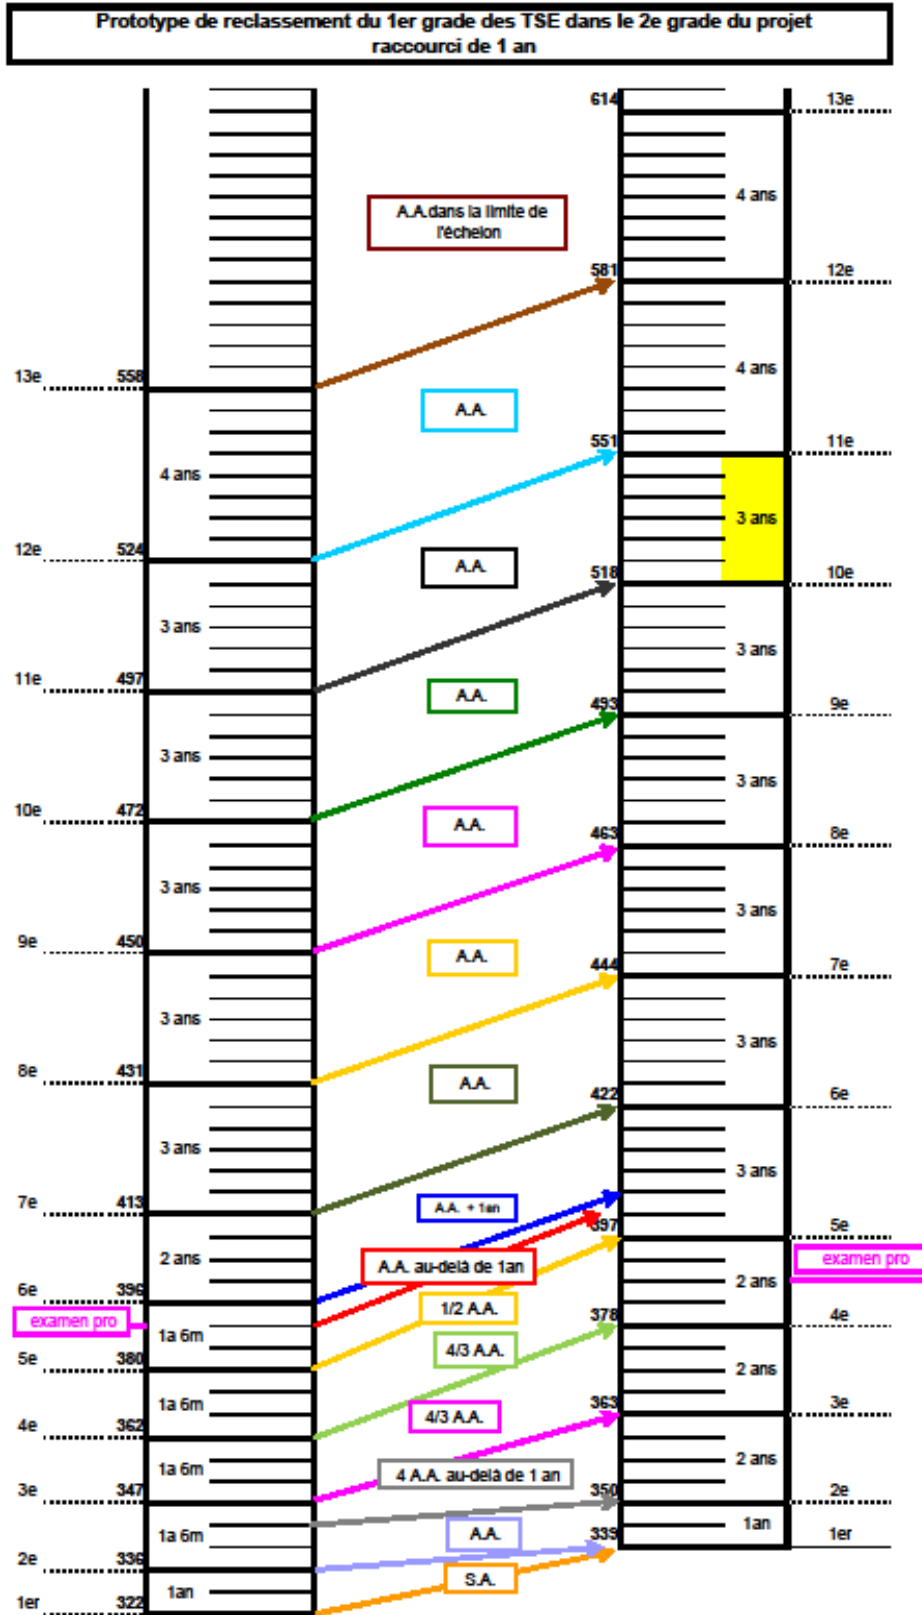 Prototype de reclassement du 1er grade des TSE dans le 2e grade du projet
raccourci de 1 an
614 13e
4 ans
A.A.dans la limite de
l'échelon
581 12e
4 ans
13e 558
A.A.
551 11e
4 ans
3 ans
12e 524
A.A.
518 10e
3 ans
3 ans
11e 497
A.A.
493 9e
3 ans
3 ans
10e 472
A.A.
463 8e
3 ans
3 ans
9e 450
A.A.
444 7e
3 ans
3 ans
8e 431
A.A.
422 6e
3 ans
3 ans
7e 413
A.A. + 1an
397 5e
2 ans
A.A. au-delà de 1an
examen pro
2 ans
6e 396
1/2 A.A.
378 4e
examen pro
1a 6m
4/3 A.A.
5e 380
2 ans
1a 6m
4/3 A.A.
363 3e
4e 362
1a 6m
4 A.A. au-delà de 1 an
2 ans
3e 347
350 2e
1a 6m
A.A.
1an
339 1er
2e 336
S.A.
1an
1er 322